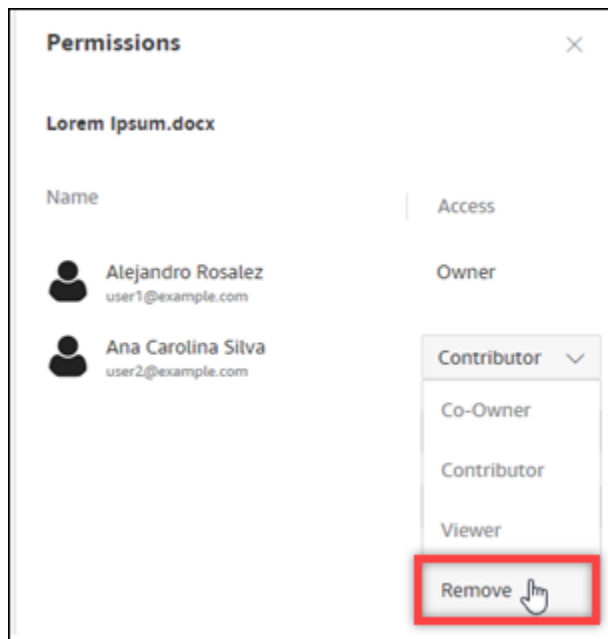 Permissions
Lorem Ipsum.docx
Name
Access
Alejandro Rosalez
user1@example.com
Owner
Ana Carolina Silva
user2@example.com
Contributor
Co-Owner
Contributor
Viewer
Remove